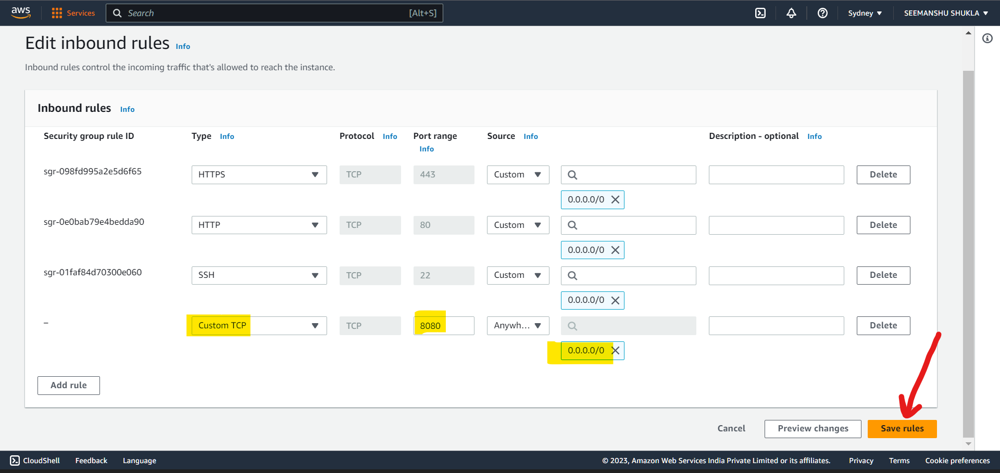 aws Services Search [Alt+S] Sydney SEEMANSHU SHUKLA
Edit inbound rules Info
Inbound rules control the incoming traffic that's allowed to reach the instance.
Inbound rules Info
Security group rule ID Type Info Protocol Info Port range Info Source Info Description - optional Info
sgr-098fd995a2e5d6f65 HTTPS TCP 443 Custom Delete
0.0.0.0/0
sgr-0e0bab79e4bedda90 HTTP TCP 80 Custom Delete
0.0.0.0/0
sgr-01faf84d70300e060 SSH TCP 22 Custom Delete
0.0.0.0/0
– Custom TCP TCP 8080 Anywh... Delete
0.0.0.0/0
Add rule
Cancel Preview changes Save rules
CloudShell Feedback Language © 2023, Amazon Web Services India Private Limited or its affiliates. Privacy Terms Cookie preferences